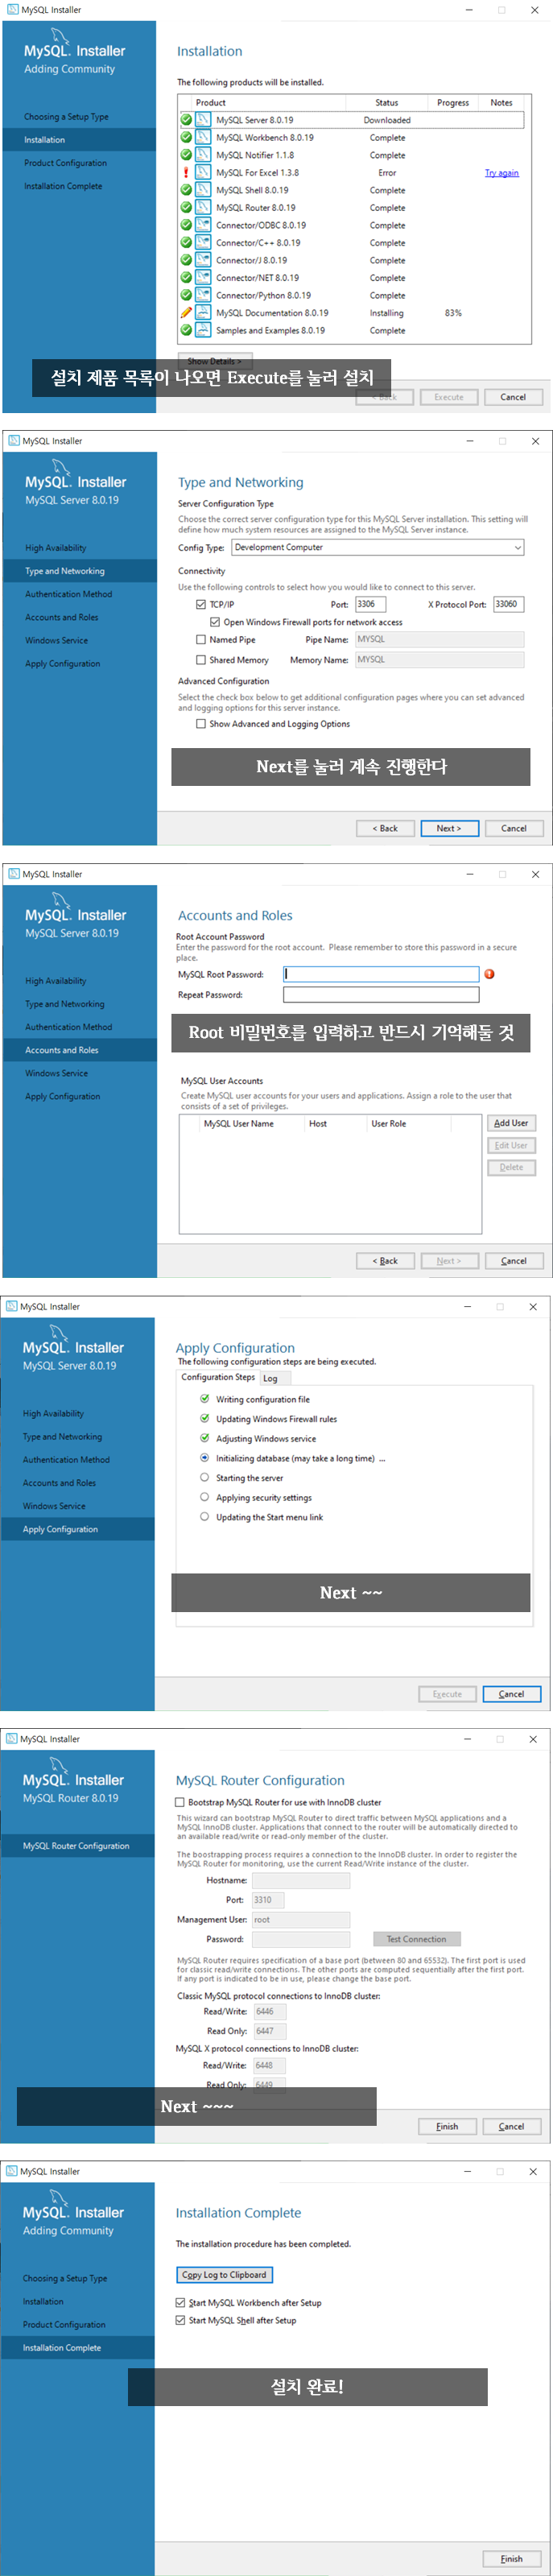 MySQL Installer
MySQL. Installer
Adding Community
Choosing a Setup Type
Installation
Product Configuration
Installation Complete
Installation
The following products will be installed.
Product Status Progress Notes
MySQL Server 8.0.19 Downloaded
MySQL Workbench 8.0.19 Complete
MySQL Notifier 1.1.8 Complete
MySQL For Excel 1.3.8 Error Try again
MySQL Shell 8.0.19 Complete
MySQL Router 8.0.19 Complete
Connector/ODBC 8.0.19 Complete
Connector/C++ 8.0.19 Complete
Connector/J 8.0.19 Complete
Connector/NET 8.0.19 Complete
Connector/Python 8.0.19 Complete
MySQL Documentation 8.0.19 Installing 83%
Samples and Examples 8.0.19 Complete
Show Details >
설치 제품 목록이 나오면 Execute를 눌러 설치
< Back Execute Cancel
MySQL Installer
MySQL. Installer
MySQL Server 8.0.19
High Availability
Type and Networking
Authentication Method
Accounts and Roles
Windows Service
Apply Configuration
Type and Networking
Server Configuration Type
Choose the correct server configuration type for this MySQL Server installation. This setting will
define how much system resources are assigned to the MySQL Server instance.
Config Type: Development Computer
Connectivity
Use the following controls to select how you would like to connect to this server.
TCP/IP Port: 3306 X Protocol Port: 33060
Open Windows Firewall ports for network access
Named Pipe Pipe Name: MYSQL
Shared Memory Memory Name: MYSQL
Advanced Configuration
Select the check box below to get additional configuration pages where you can set advanced
and logging options for this server instance.
Show Advanced and Logging Options
Next를 눌러 계속 진행한다
< Back Next > Cancel
MySQL Installer
MySQL. Installer
MySQL Server 8.0.19
High Availability
Type and Networking
Authentication Method
Accounts and Roles
Windows Service
Apply Configuration
Accounts and Roles
Root Account Password
Enter the password for the root account. Please remember to store this password in a secure
place.
MySQL Root Password:
Repeat Password:
Root 비밀번호를 입력하고 반드시 기억해둘 것
MySQL User Accounts
Create MySQL user accounts for your users and applications. Assign a role to the user that
consists of a set of privileges.
MySQL User Name Host User Role
Add User
Edit User
Delete
< Back Next > Cancel
MySQL Installer
MySQL. Installer
MySQL Server 8.0.19
High Availability
Type and Networking
Authentication Method
Accounts and Roles
Windows Service
Apply Configuration
Apply Configuration
The following configuration steps are being executed.
Configuration Steps Log
Writing configuration file
Updating Windows Firewall rules
Adjusting Windows service
Initializing database (may take a long time) ...
Starting the server
Applying security settings
Updating the Start menu link
Next ~~
Execute Cancel
MySQL Installer
MySQL. Installer
MySQL Router 8.0.19
MySQL Router Configuration
MySQL Router Configuration
Bootstrap MySQL Router for use with InnoDB cluster
This wizard can bootstrap MySQL Router to direct traffic between MySQL applications and a
MySQL InnoDB cluster. Applications that connect to the router will be automatically directed to
an available read/write or read-only member of the cluster.
The boostrapping process requires a connection to the InnoDB cluster. In order to register the
MySQL Router for monitoring, use the current Read/Write instance of the cluster.
Hostname:
Port: 3310
Management User: root
Password: Test Connection
MySQL Router requires specification of a base port (between 80 and 65532). The first port is used
for classic read/write connections. The other ports are computed sequentially after the first port.
If any port is indicated to be in use, please change the base port.
Classic MySQL protocol connections to InnoDB cluster:
Read/Write: 6446
Read Only: 6447
MySQL X protocol connections to InnoDB cluster:
Read/Write: 6448
Read Only: 6449
Next ~~~
Finish Cancel
MySQL Installer
MySQL. Installer
Adding Community
Choosing a Setup Type
Installation
Product Configuration
Installation Complete
Installation Complete
The installation procedure has been completed.
Copy Log to Clipboard
Start MySQL Workbench after Setup
Start MySQL Shell after Setup
설치 완료!
Finish